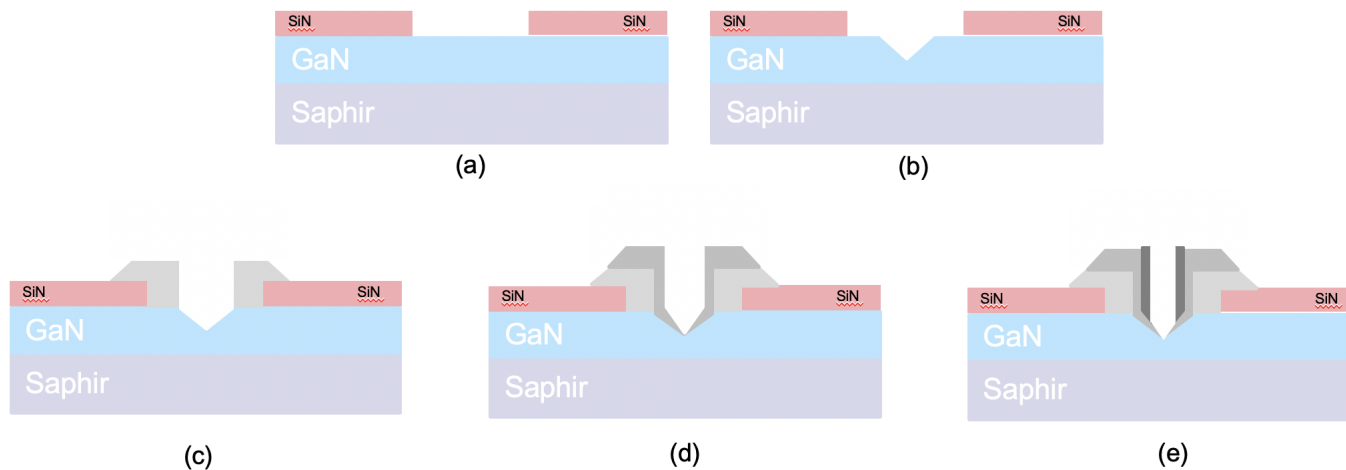 SiN SiN
GaN
Saphir
(a)
SiN SiN
GaN
Saphir
(b)
SiN SiN
GaN
Saphir
(c)
SiN SiN
GaN
Saphir
(d)
SiN SiN
GaN
Saphir
(e)